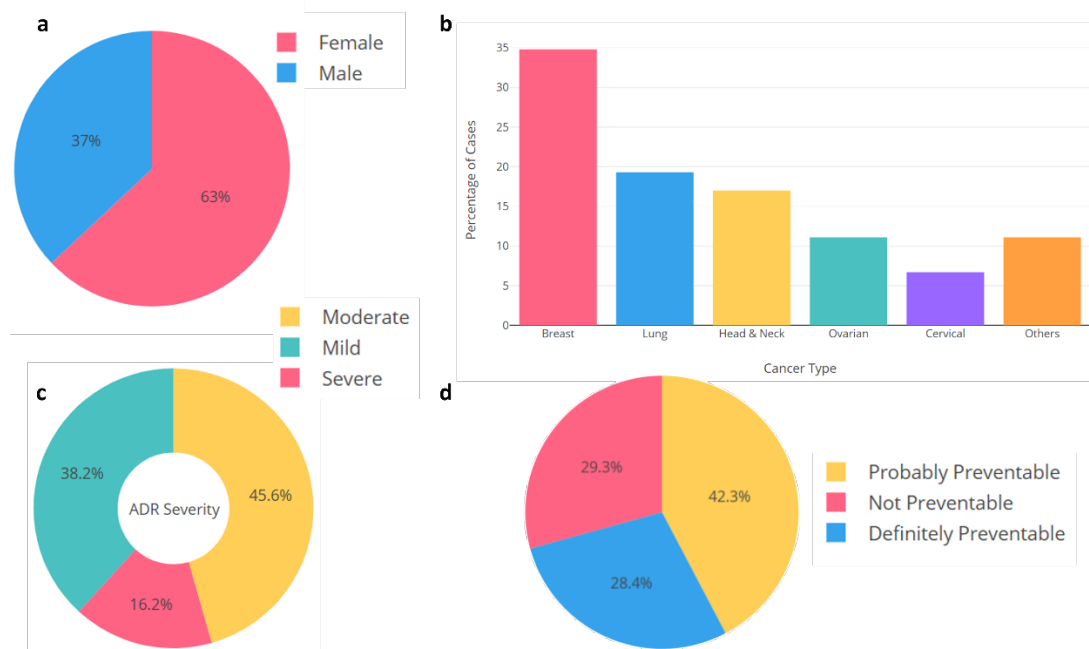 a
Female
Male
37%
63%
b
35
30
25
20
15
10
5
0
Percentage of Cases
Breast
Lung
Head & Neck
Ovarian
Cervical
Others
Cancer Type
c
Moderate
Mild
Severe
38.2%
45.6%
ADR Severity
16.2%
d
29.3%
42.3%
28.4%
Probably Preventable
Not Preventable
Definitely Preventable